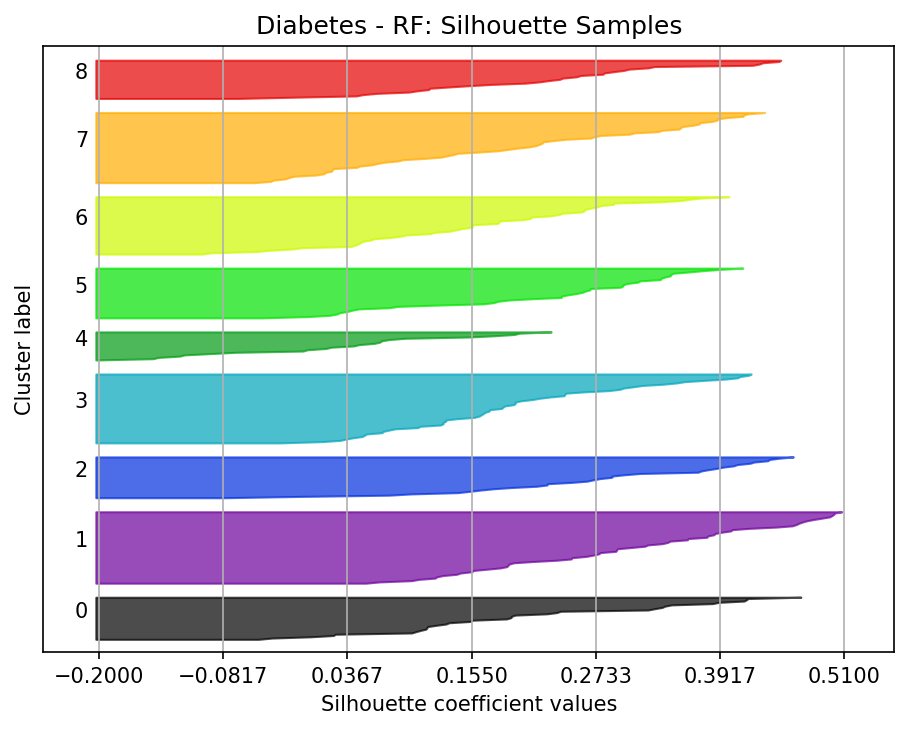 Diabetes - RF: Silhouette Samples
8
7
6
5
4
3
2
1
0
Cluster label
−0.2000 −0.0817 0.0367 0.1550 0.2733 0.3917 0.5100
Silhouette coefficient values